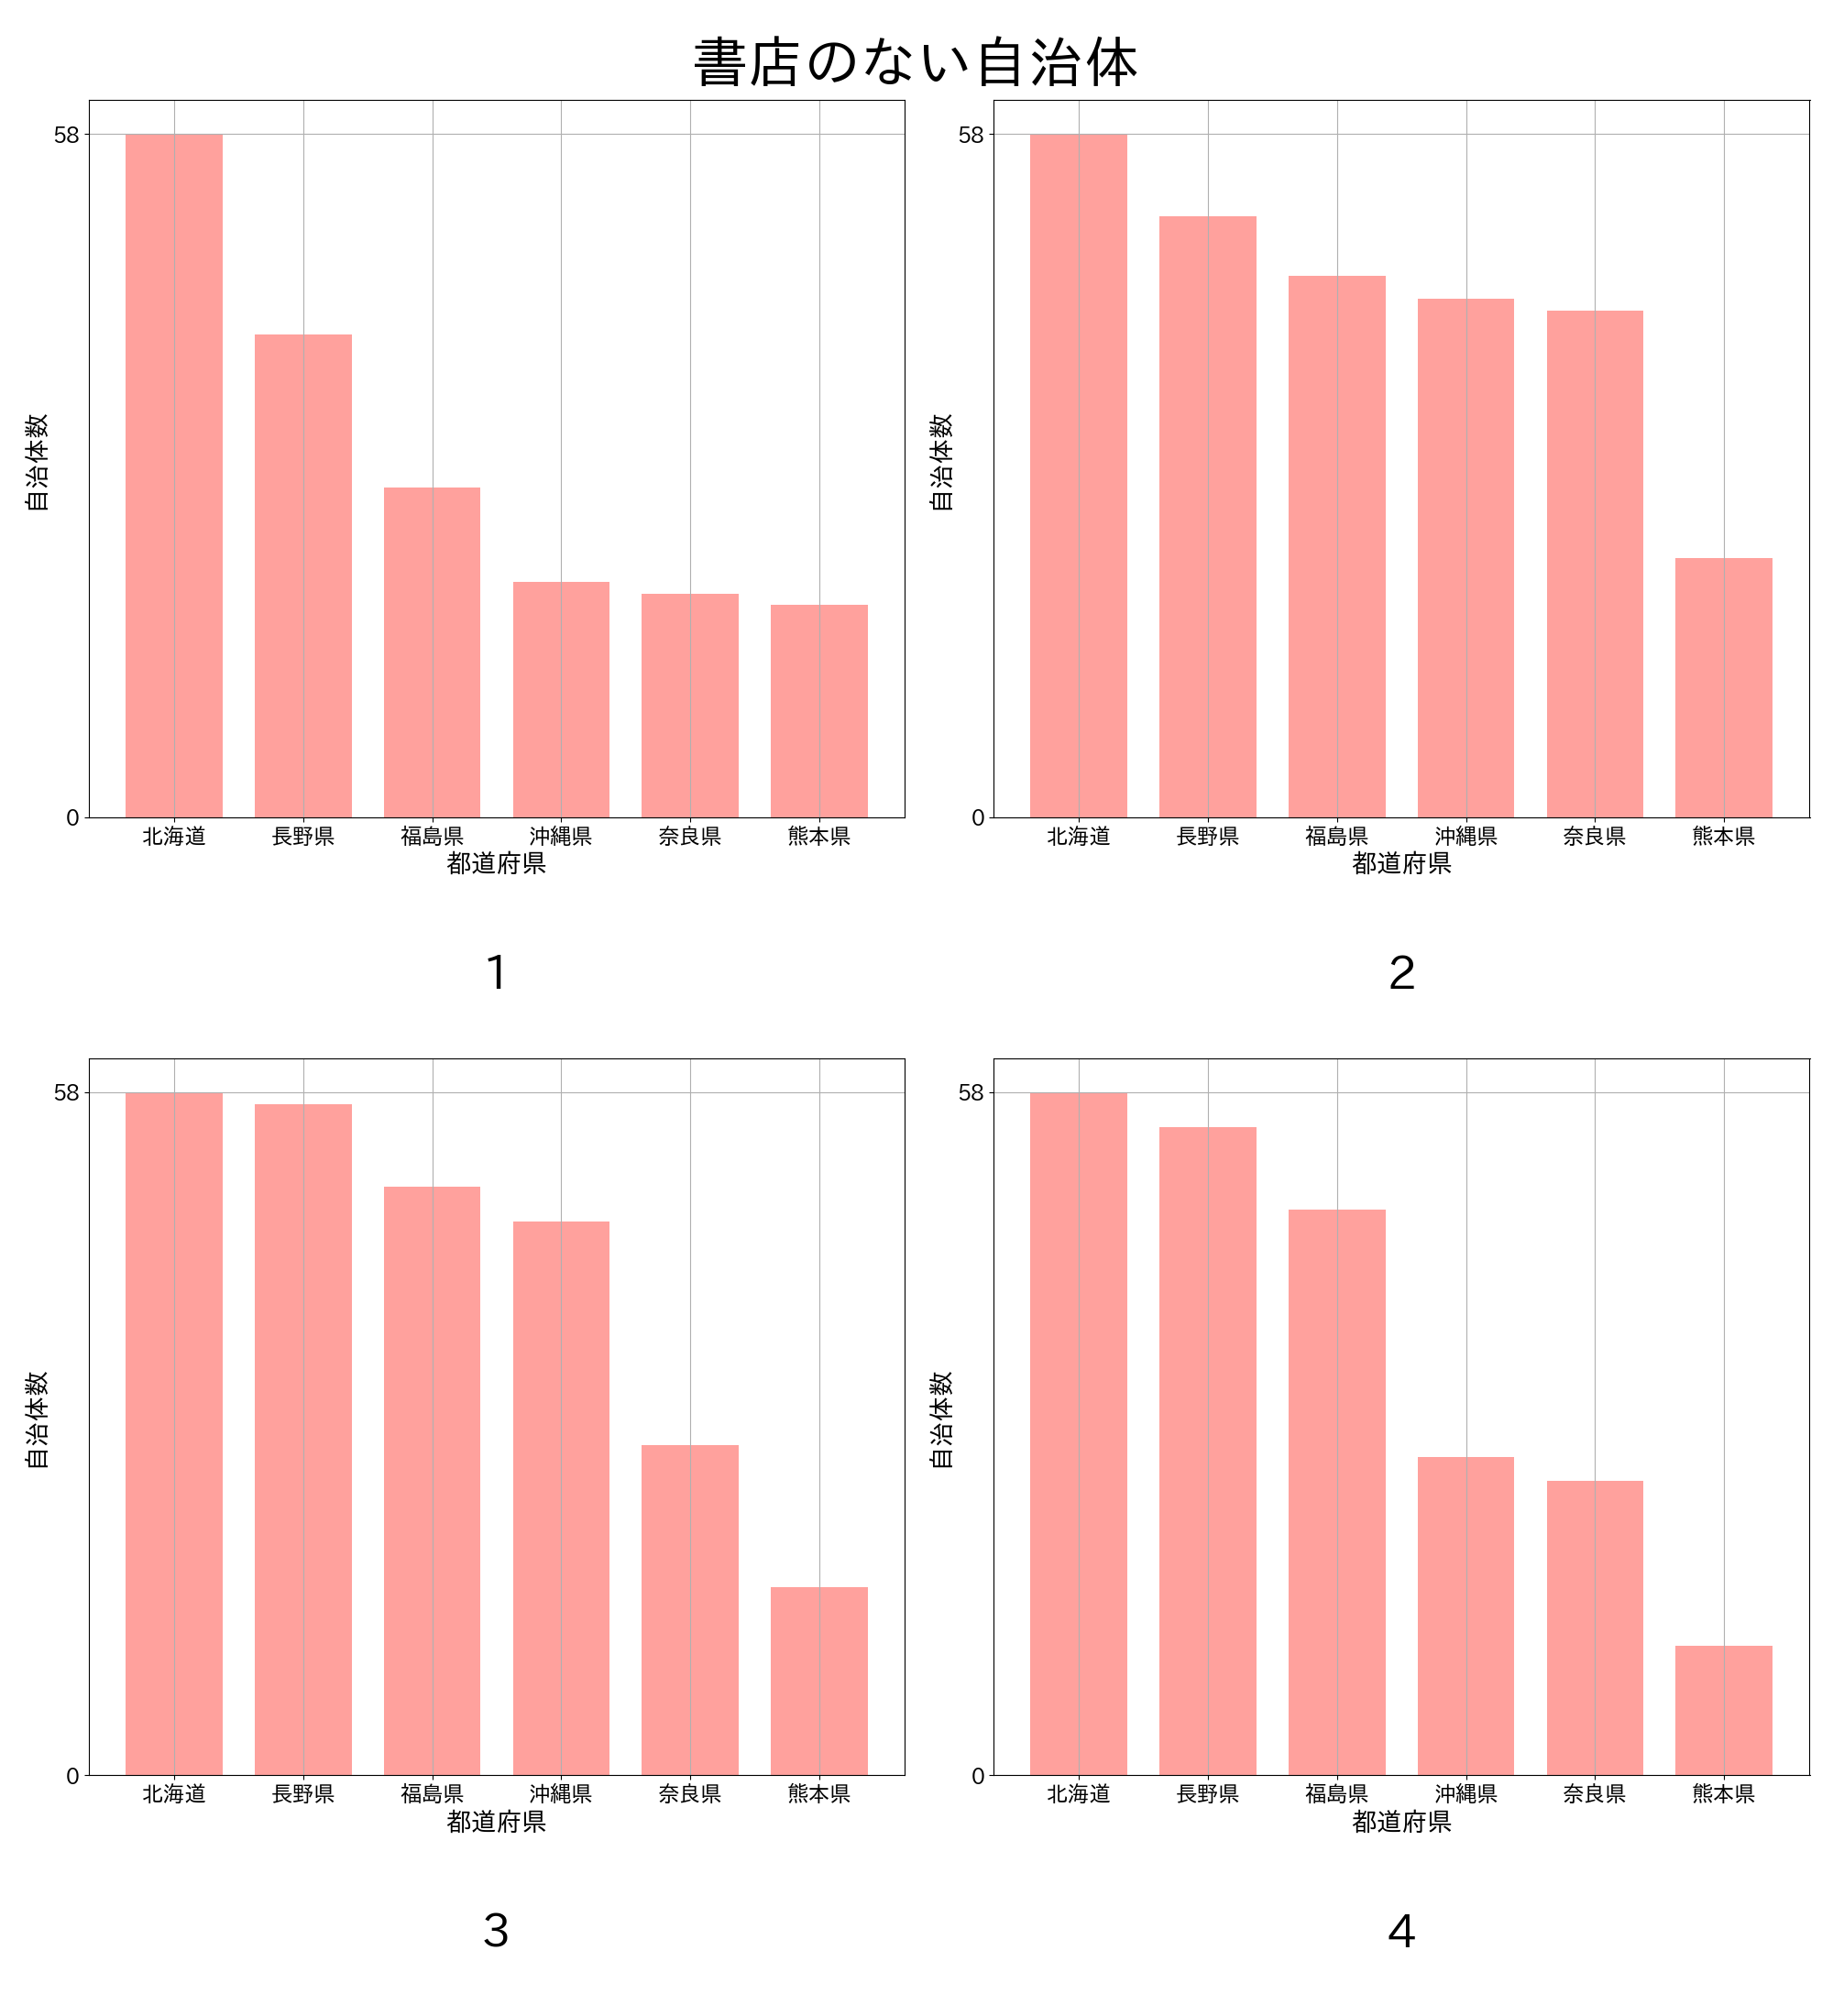 書店のない自治体
58
0
自治体数
北海道 長野県 福島県 沖縄県 奈良県 熊本県
都道府県
1
58
0
自治体数
北海道 長野県 福島県 沖縄県 奈良県 熊本県
都道府県
2
58
0
自治体数
北海道 長野県 福島県 沖縄県 奈良県 熊本県
都道府県
3
58
0
自治体数
北海道 長野県 福島県 沖縄県 奈良県 熊本県
都道府県
4